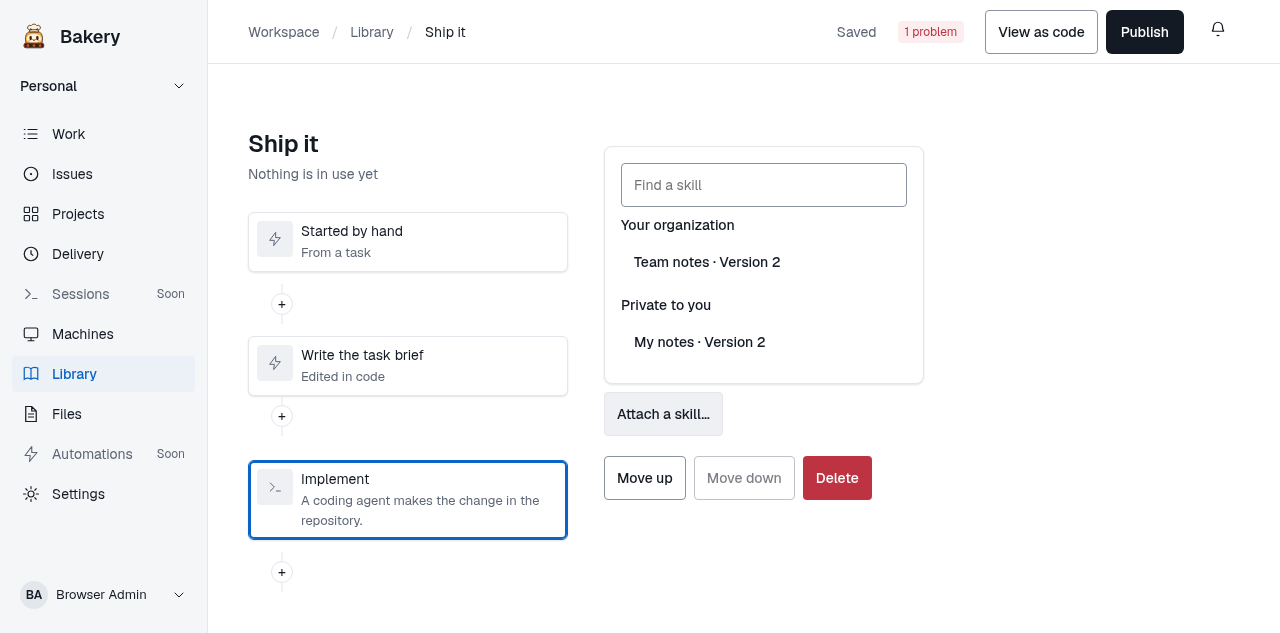 Bakery
Personal
Work
Issues
Projects
Delivery
Sessions Soon
Machines
Library
Files
Automations Soon
Settings
BA Browser Admin
Workspace / Library / Ship it
Saved 1 problem View as code Publish
Ship it
Nothing is in use yet
Started by hand
From a task
+
Write the task brief
Edited in code
+
Implement
A coding agent makes the change in the
repository.
+
Find a skill
Your organization
Team notes · Version 2
Private to you
My notes · Version 2
Attach a skill...
Move up Move down Delete